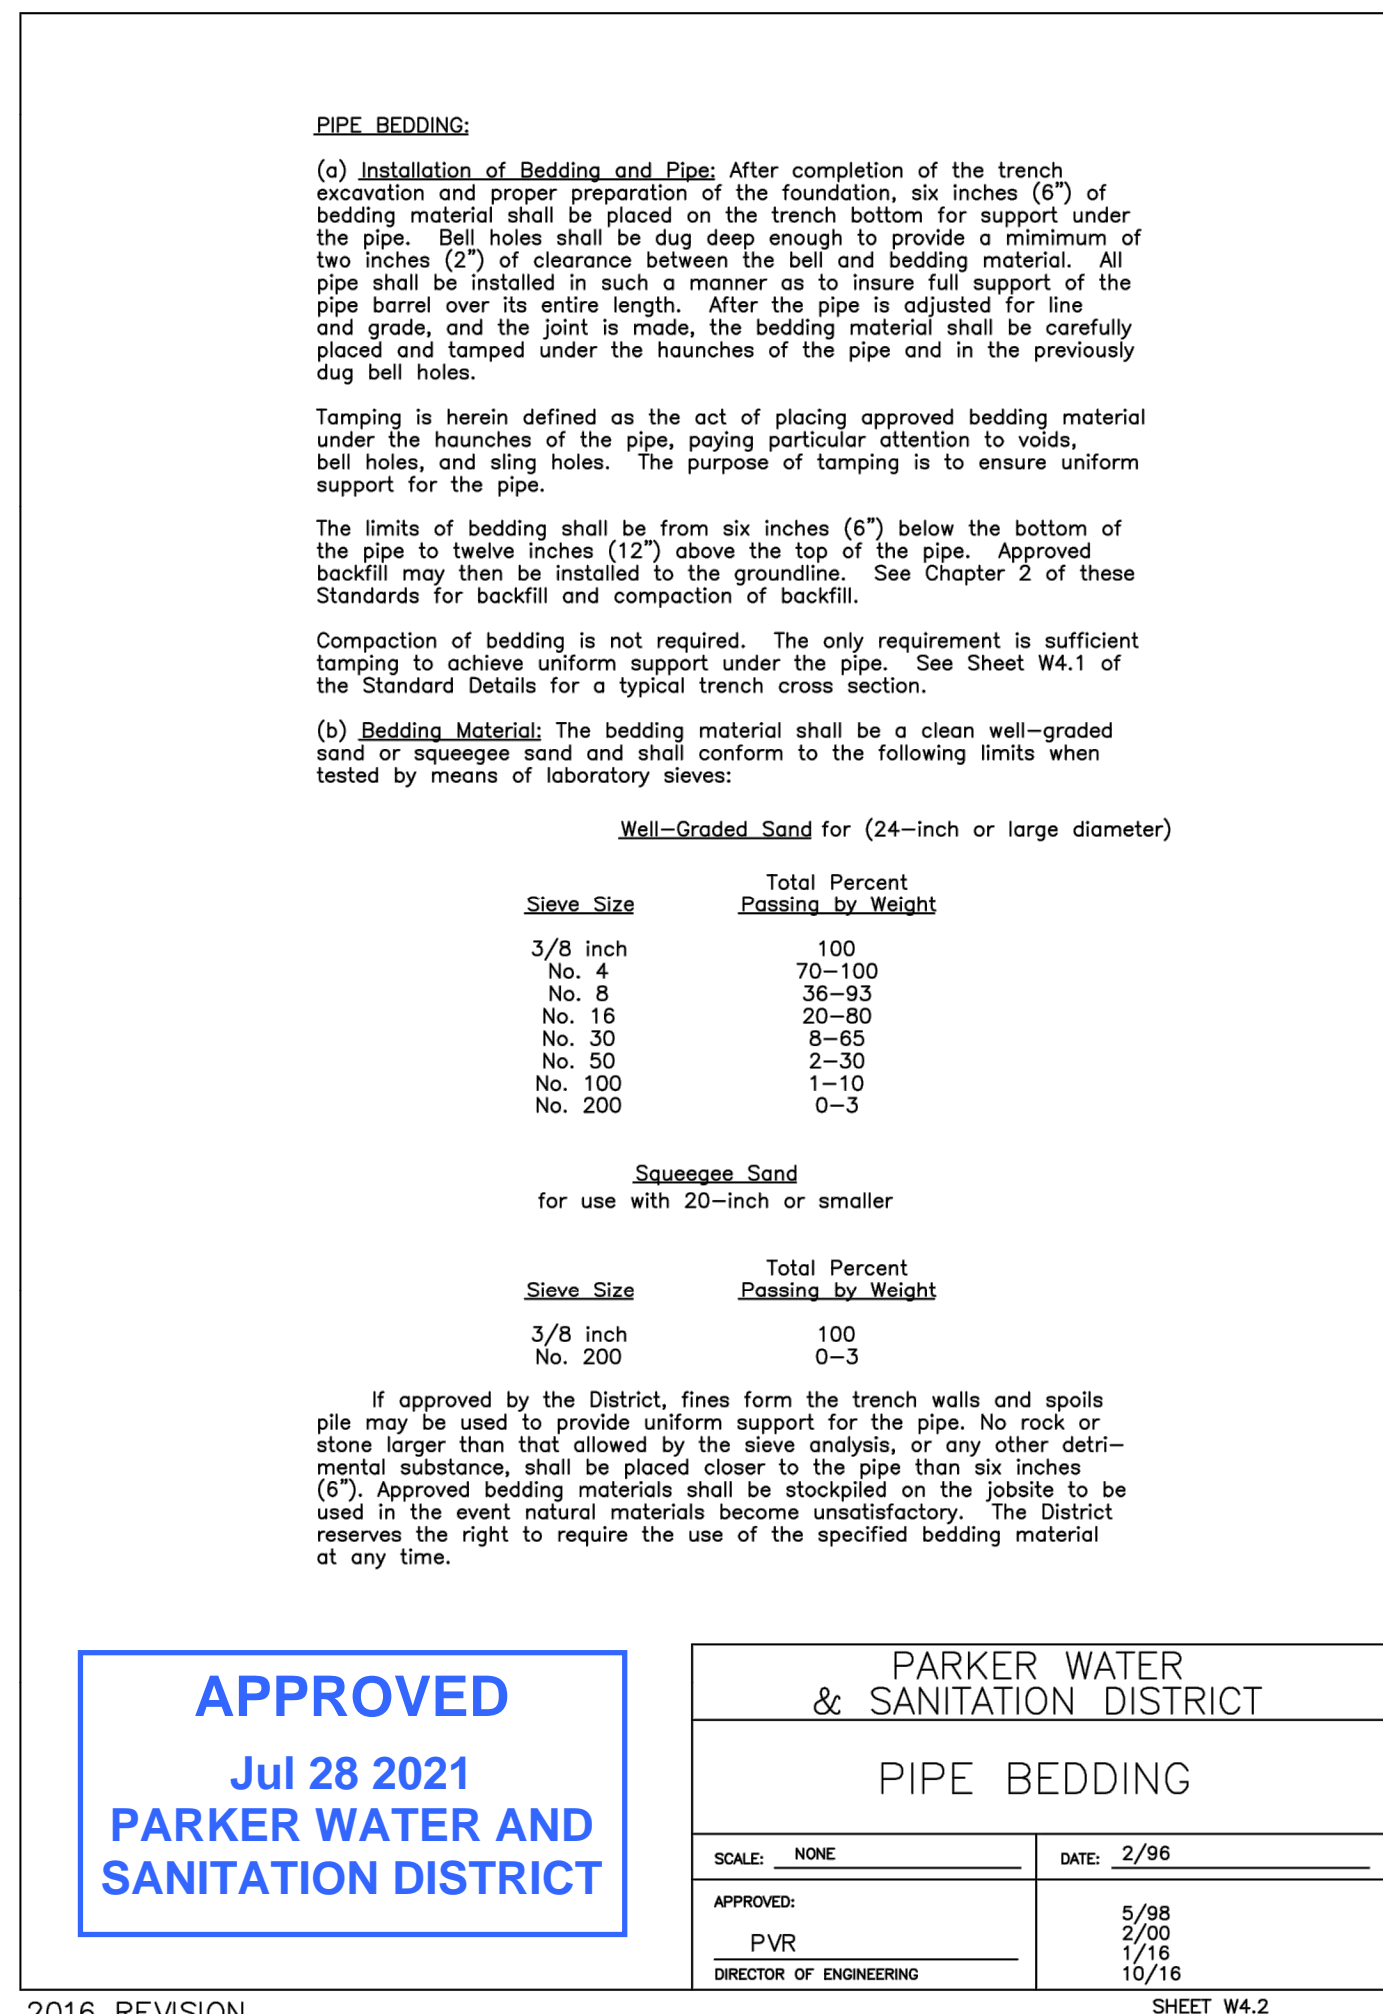 PIPE BEDDING:
(a) Installation of Bedding and Pipe: After completion of the trench
excavation and proper preparation of the foundation, six inches (6") of
bedding material shall be placed on the trench bottom for support under
the pipe. Bell holes shall be dug deep enough to provide a mimimum of
two inches (2") of clearance between the bell and bedding material. All
pipe shall be installed in such a manner as to insure full support of the
pipe barrel over its entire length. After the pipe is adjusted for line
and grade, and the joint is made, the bedding material shall be carefully
placed and tamped under the haunches of the pipe and in the previously
dug bell holes.
Tamping is herein defined as the act of placing approved bedding material
under the haunches of the pipe, paying particular attention to voids,
bell holes, and sling holes. The purpose of tamping is to ensure uniform
support for the pipe.
The limits of bedding shall be from six inches (6") below the bottom of
the pipe to twelve inches (12") above the top of the pipe. Approved
backfill may then be installed to the groundline. See Chapter 2 of these
Standards for backfill and compaction of backfill.
Compaction of bedding is not required. The only requirement is sufficient
tamping to achieve uniform support under the pipe. See Sheet W4.1 of
the Standard Details for a typical trench cross section.
(b) Bedding Material: The bedding material shall be a clean well-graded
sand or squeegee sand and shall conform to the following limits when
tested by means of laboratory sieves:
Well-Graded Sand for (24-inch or large diameter)
Total Percent
Sieve Size Passing by Weight
3/8 inch 100
No. 4 70-100
No. 8 36-93
No. 16 20-80
No. 30 8-65
No. 50 2-30
No. 100 1-10
No. 200 0-3
Squeegee Sand
for use with 20-inch or smaller
Total Percent
Sieve Size Passing by Weight
3/8 inch 100
No. 200 0-3
If approved by the District, fines form the trench walls and spoils
pile may be used to provide uniform support for the pipe. No rock or
stone larger than that allowed by the sieve analysis, or any other detri-
mental substance, shall be placed closer to the pipe than six inches
(6"). Approved bedding materials shall be stockpiled on the jobsite to be
used in the event natural materials become unsatisfactory. The District
reserves the right to require the use of the specified bedding material
at any time.
APPROVED
Jul 28 2021
PARKER WATER AND
SANITATION DISTRICT
PARKER WATER
& SANITATION DISTRICT
PIPE BEDDING
SCALE: NONE
DATE: 2/96
APPROVED:
PVR
DIRECTOR OF ENGINEERING
5/98
2/00
1/16
10/16
2016 REVISION
SHEET W4.2